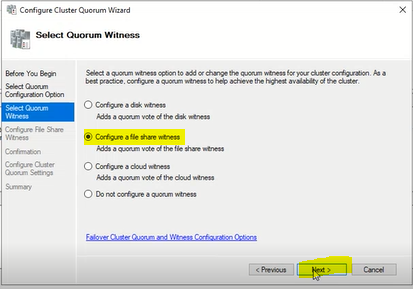 Configure Cluster Quorum Wizard
Select Quorum Witness
Before You Begin
Select Quorum
Configuration Option
Select Quorum
Witness
Configure File Share
Witness
Confirmation
Configure Cluster
Quorum Settings
Summary
Select a quorum witness option to add or change the quorum witness for your cluster configuration. As a
best practice, configure a quorum witness to help achieve the highest availability of the cluster.
Configure a disk witness
Adds a quorum vote of the disk witness
Configure a file share witness
Adds a quorum vote of the file share witness
Configure a cloud witness
Adds a quorum vote of the cloud witness
Do not configure a quorum witness
Failover Cluster Quorum and Witness Configuration Options
< Previous
Next >
Cancel